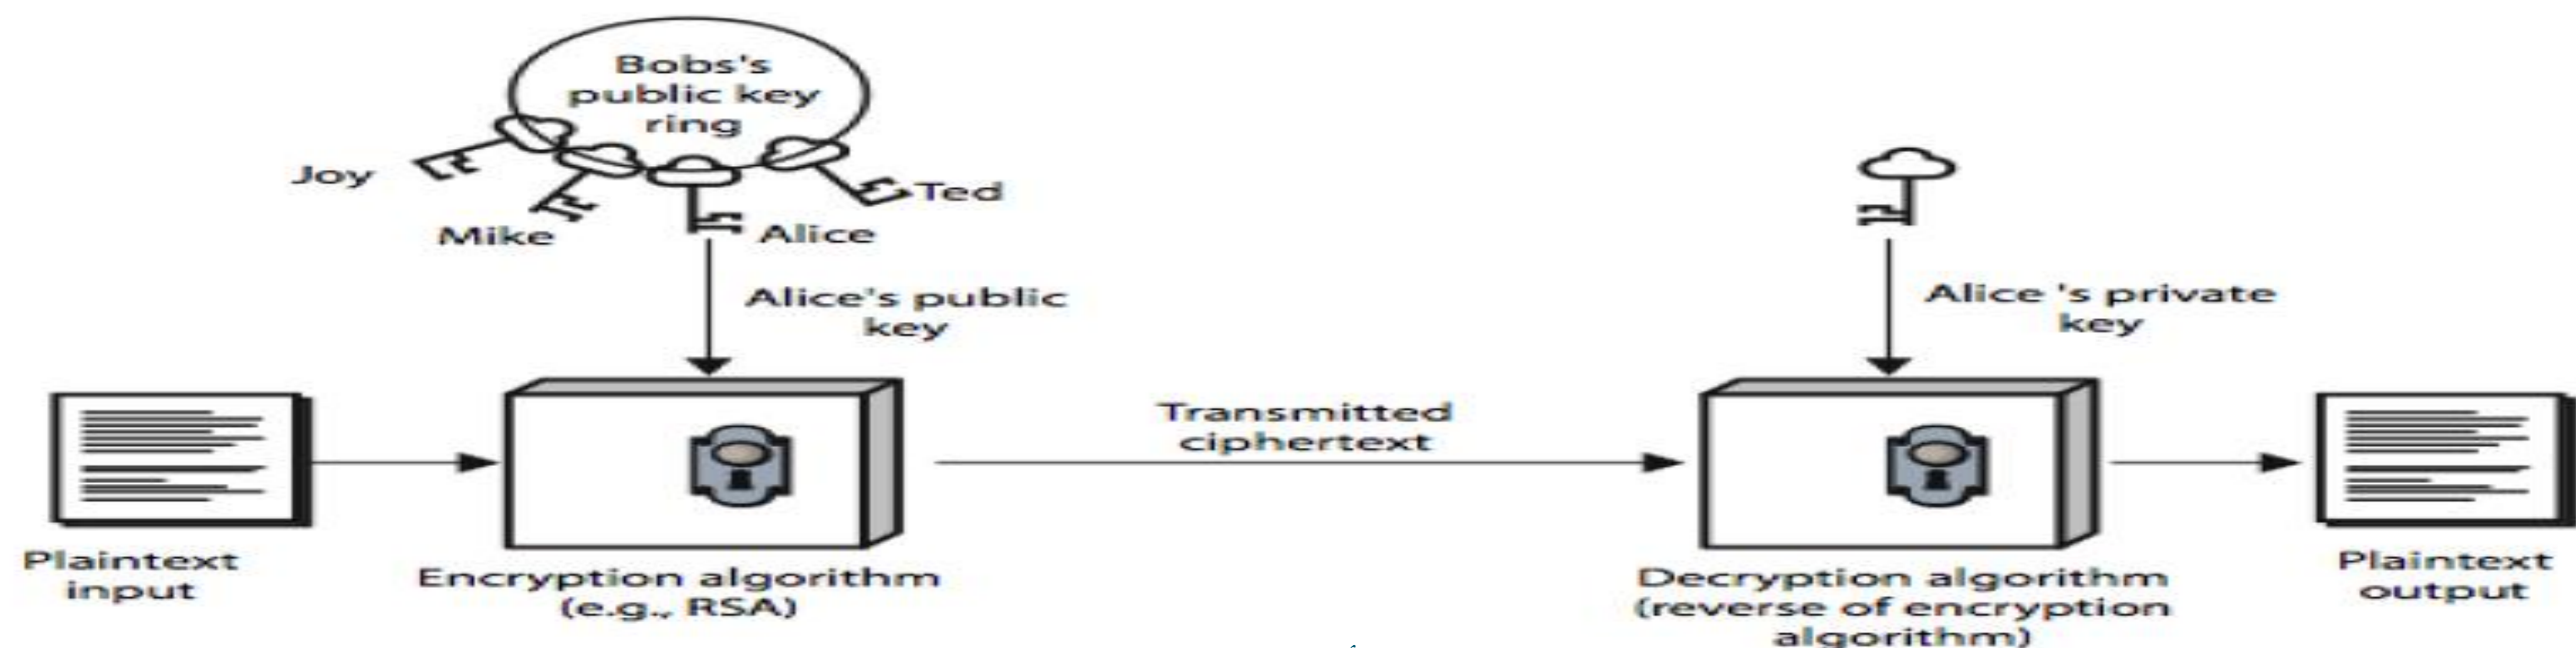 Bobs's
public key
ring
Joy
Mike
Alice
Ted
Alice's public
key
Alice 's private
key
Transmitted
ciphertext
Plaintext
input
Encryption algorithm
(e.g., RSA)
Decryption algorithm
(reverse of encryption
algorithm)
Plaintext
output